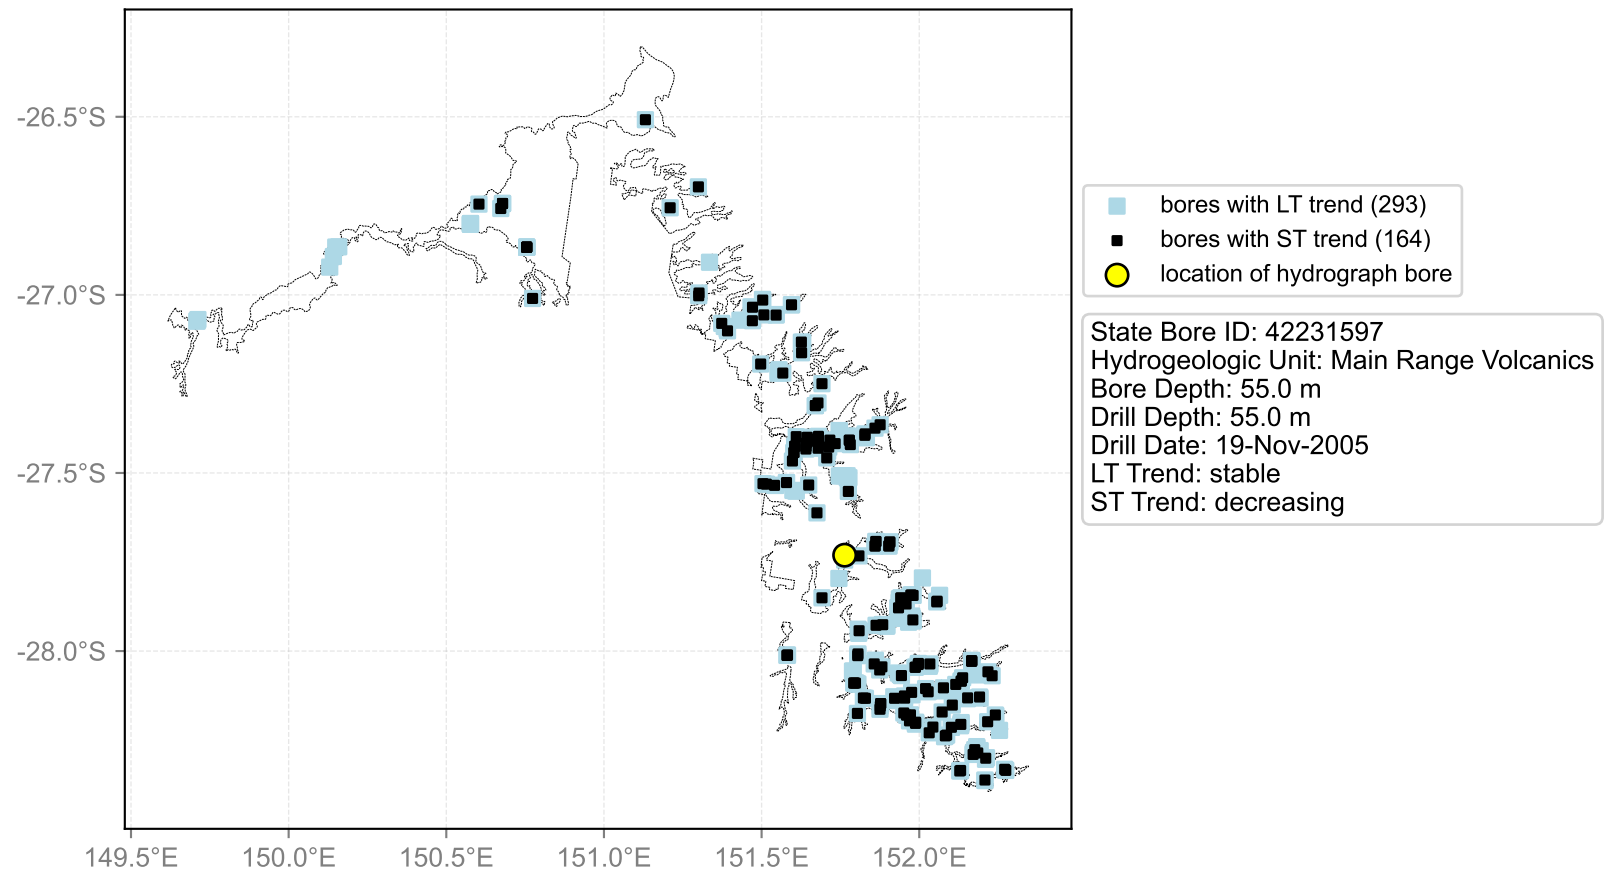 -26.5°S
-27.0°S
-27.5°S
-28.0°S
149.5°E
150.0°E
150.5°E
151.0°E
151.5°E
152.0°E
bores with LT trend (293)
bores with ST trend (164)
location of hydrograph bore
State Bore ID: 42231597
Hydrogeologic Unit: Main Range Volcanics
Bore Depth: 55.0 m
Drill Depth: 55.0 m
Drill Date: 19-Nov-2005
LT Trend: stable
ST Trend: decreasing